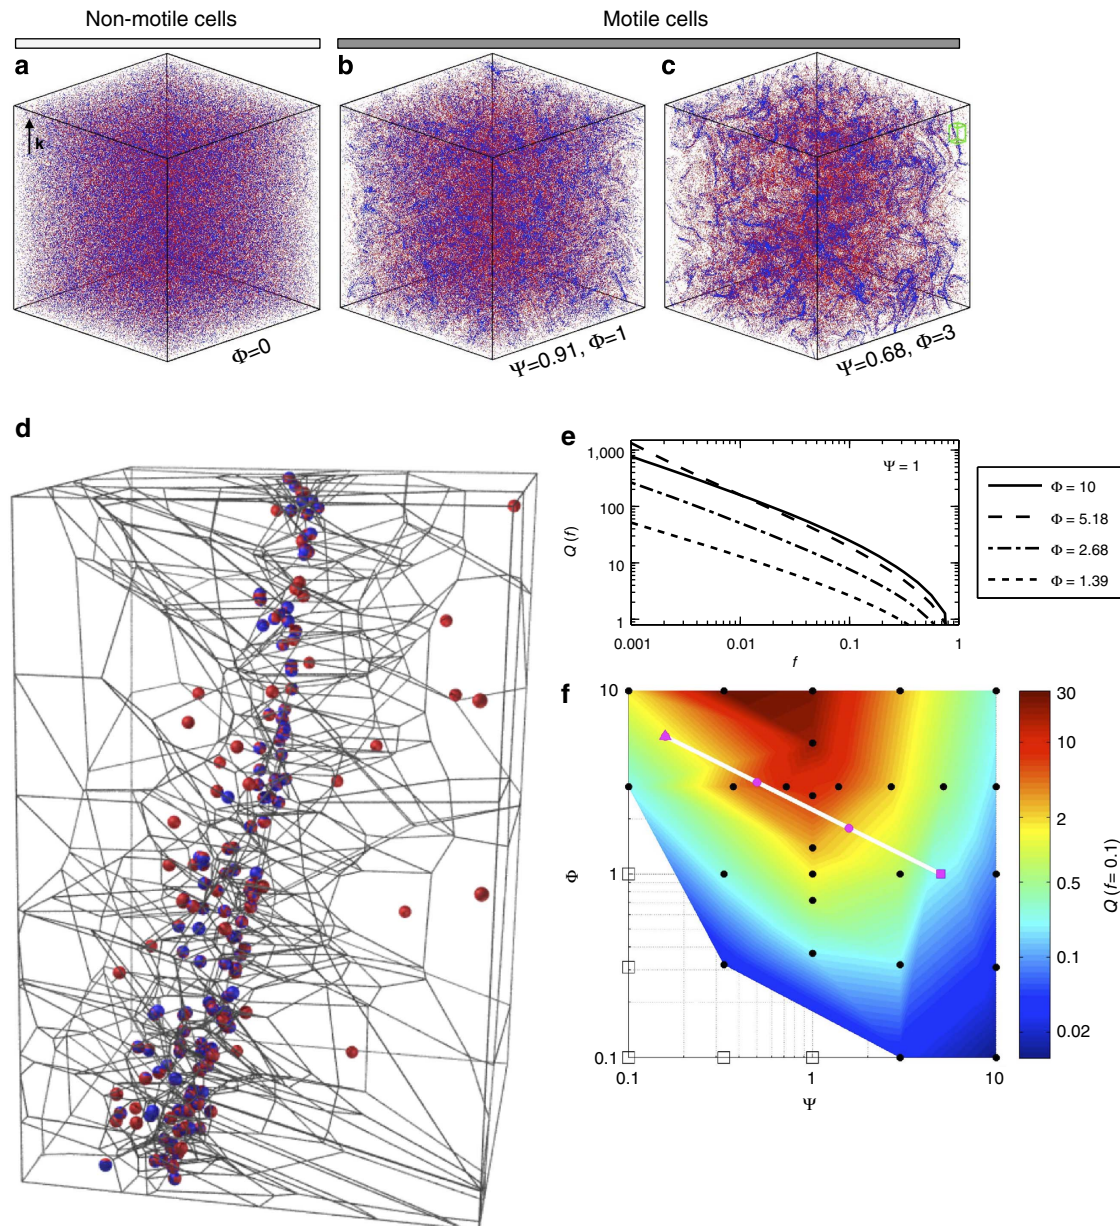 Non-motile cells
Motile cells
a
b
c
k
Φ=0
Ψ=0.91, Φ=1
Ψ=0.68, Φ=3
d
e
1,000
100
10
1
Q (f)
Ψ = 1
0.001
0.01
0.1
1
f
Φ = 10
Φ = 5.18
Φ = 2.68
Φ = 1.39
f
10
1
0.1
Φ
0.1
1
10
Ψ
30
10
2
0.5
0.1
0.02
Q (f= 0.1)